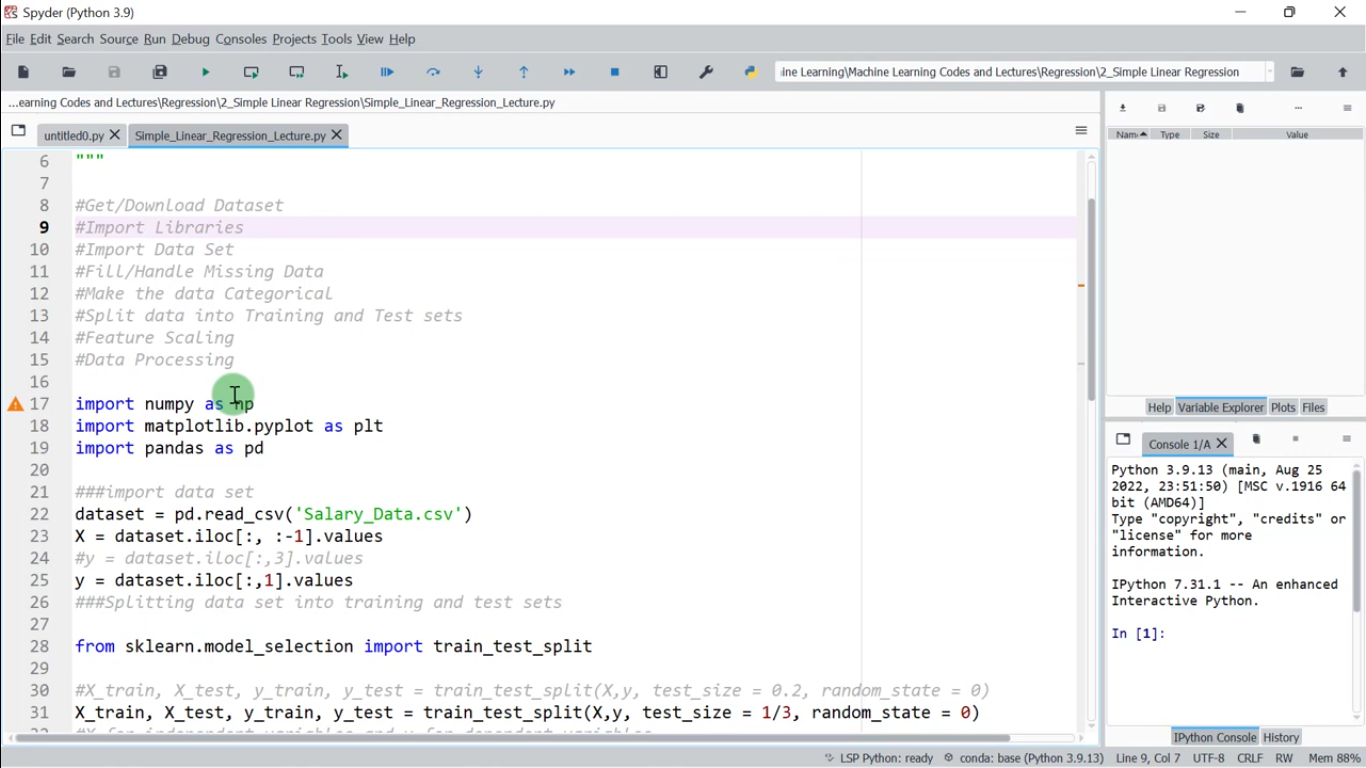 Spyder (Python 3.9)
File Edit Search Source Run Debug Consoles Projects Tools View Help
ine Learning\Machine Learning Codes and Lectures\Regression\2_Simple Linear Regression
...earning Codes and Lectures\Regression\2_Simple Linear Regression\Simple_Linear_Regression_Lecture.py
untitled0.py Simple_Linear_Regression_Lecture.py
6 """
7
8 #Get/Download Dataset
9 #Import Libraries
10 #Import Data Set
11 #Fill/Handle Missing Data
12 #Make the data Categorical
13 #Split data into Training and Test sets
14 #Feature Scaling
15 #Data Processing
16
17 import numpy as np
18 import matplotlib.pyplot as plt
19 import pandas as pd
20
21 ###import data set
22 dataset = pd.read_csv('Salary_Data.csv')
23 X = dataset.iloc[:, :-1].values
24 #y = dataset.iloc[:,3].values
25 y = dataset.iloc[:,1].values
26 ###Splitting data set into training and test sets
27
28 from sklearn.model_selection import train_test_split
29
30 #X_train, X_test, y_train, y_test = train_test_split(X,y, test_size = 0.2, random_state = 0)
31 X_train, X_test, y_train, y_test = train_test_split(X,y, test_size = 1/3, random_state = 0)
Nam Type Size Value
Help Variable Explorer Plots Files
Console 1/A
Python 3.9.13 (main, Aug 25
2022, 23:51:50) [MSC v.1916 64
bit (AMD64)]
Type "copyright", "credits" or
"license" for more
information.
IPython 7.31.1 -- An enhanced
Interactive Python.
In [1]:
IPython Console History
LSP Python: ready conda: base (Python 3.9.13) Line 9, Col 7 UTF-8 CRLF RW Mem 88%